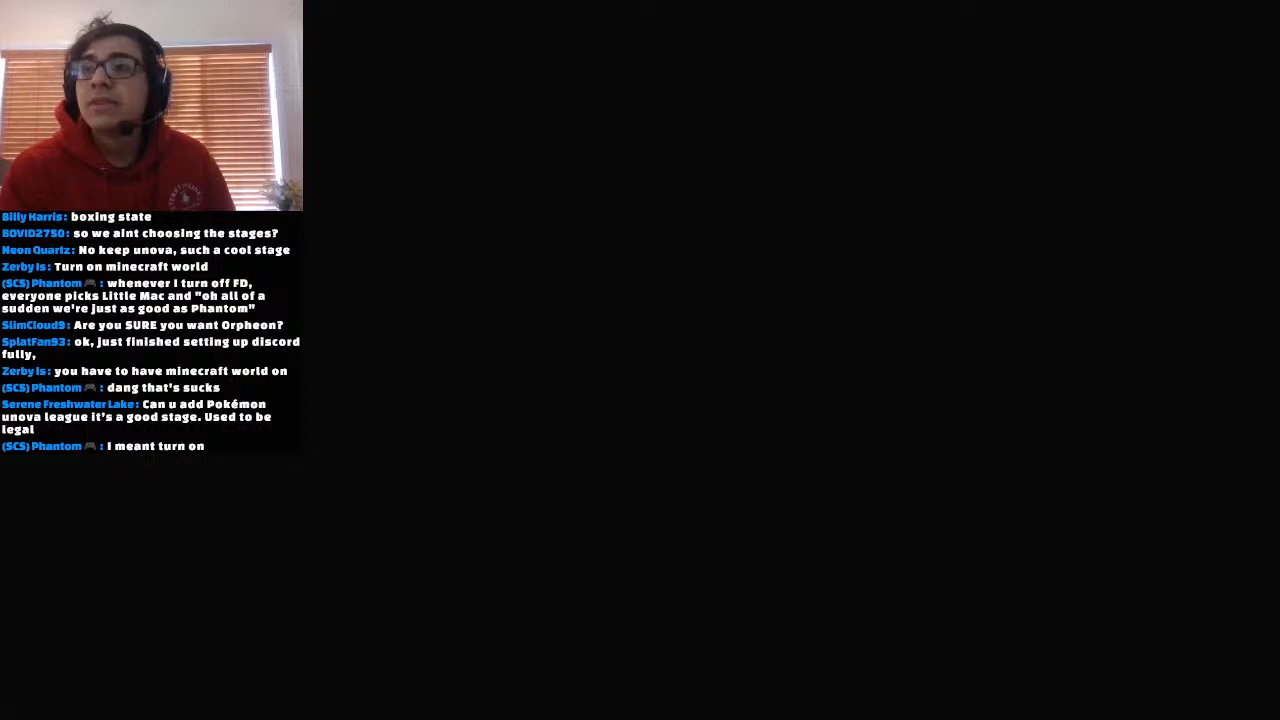 Billy Harris: boxing state
BOVID2750: so we aint choosing the stages?
Neon Quartz: No keep unova, such a cool stage
Zerby Is: Turn on minecraft world
(SCS) Phantom 🎮 : whenever I turn off FD,
everyone picks Little Mac and "oh all of a
sudden we're just as good as Phantom"
SlimCloud9: Are you SURE you want Orpheon?
SplatFan93: ok, just finished setting up discord
fully,
Zerby Is: you have to have minecraft world on
(SCS) Phantom 🎮 : dang that's sucks
Serene Freshwater Lake: Can u add Pokémon
unova league it's a good stage. Used to be
legal
(SCS) Phantom 🎮 : I meant turn on